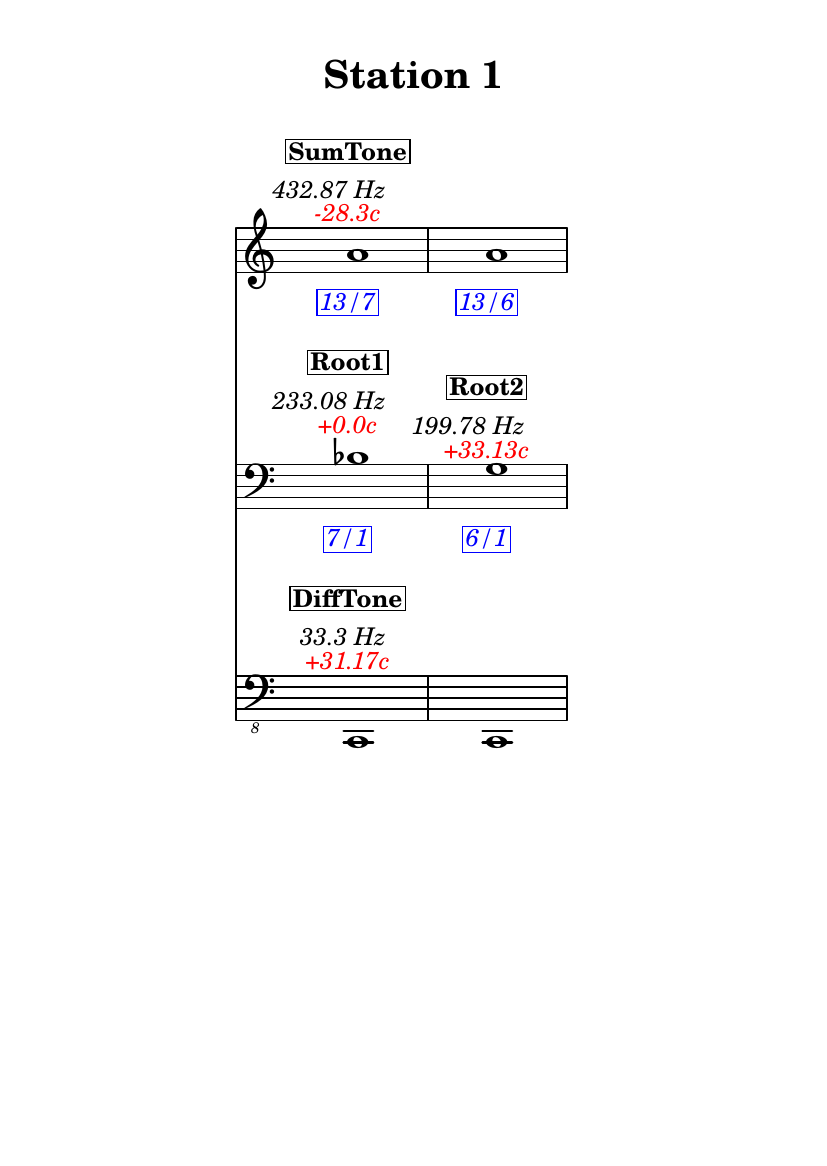 Station 1
SumTone
432.87 Hz
-28.3c
13/7 13/6
Root1
Root2
233.08 Hz
199.78 Hz
+0.0c
+33.13c
7/1 6/1
DiffTone
33.3 Hz
+31.17c
8